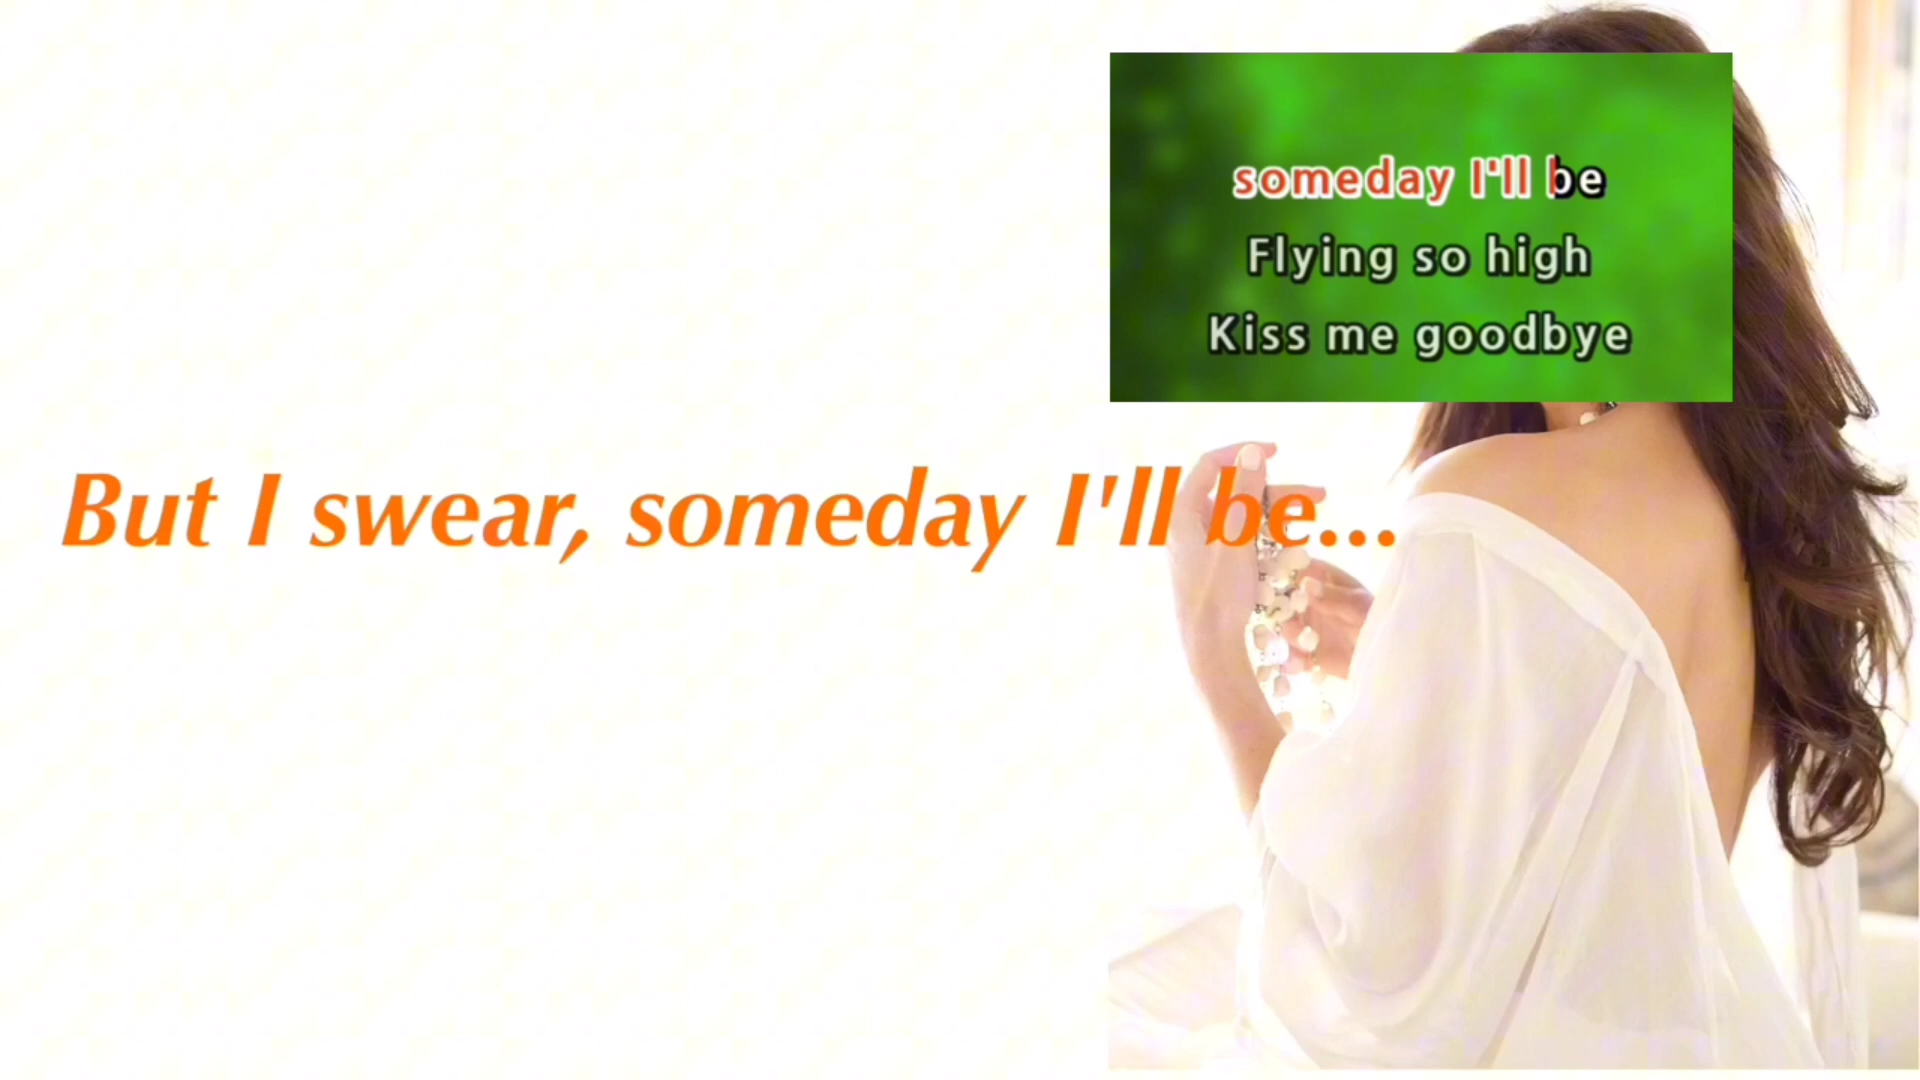 someday I'll be
Flying so high
Kiss me goodbye
But I swear, someday I'll be...